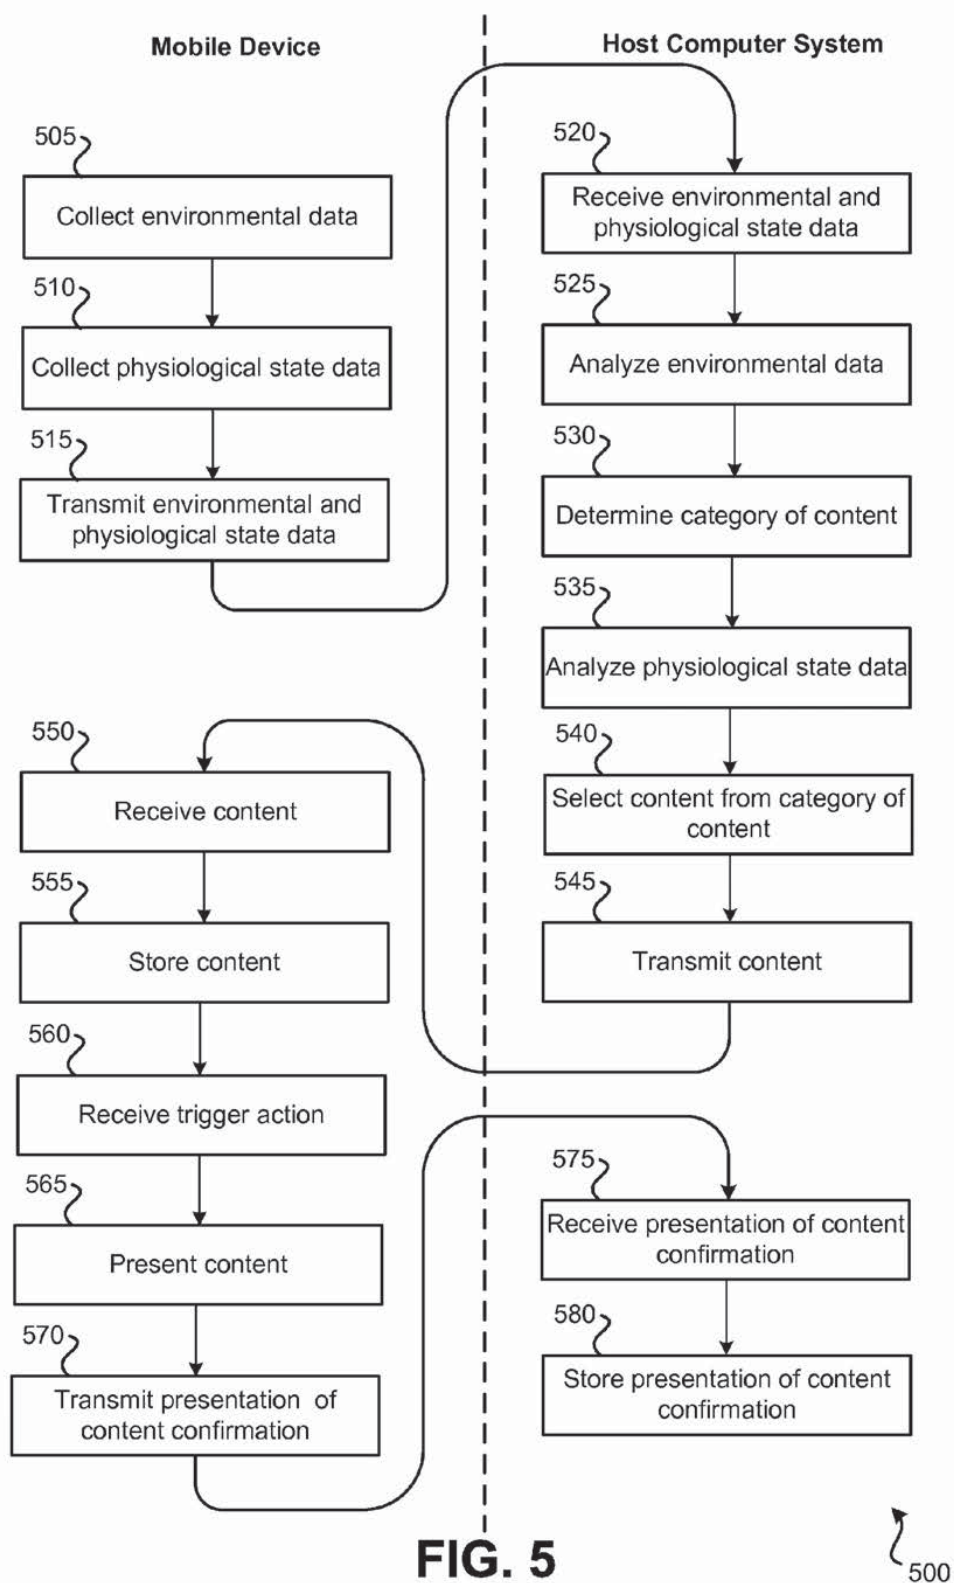 Mobile Device
Host Computer System
505
Collect environmental data
510
Collect physiological state data
515
Transmit environmental and
physiological state data
520
Receive environmental and
physiological state data
525
Analyze environmental data
530
Determine category of content
535
Analyze physiological state data
540
Select content from category of
content
545
Transmit content
550
Receive content
555
Store content
560
Receive trigger action
565
Present content
570
Transmit presentation of
content confirmation
575
Receive presentation of content
confirmation
580
Store presentation of content
confirmation
FIG. 5
500